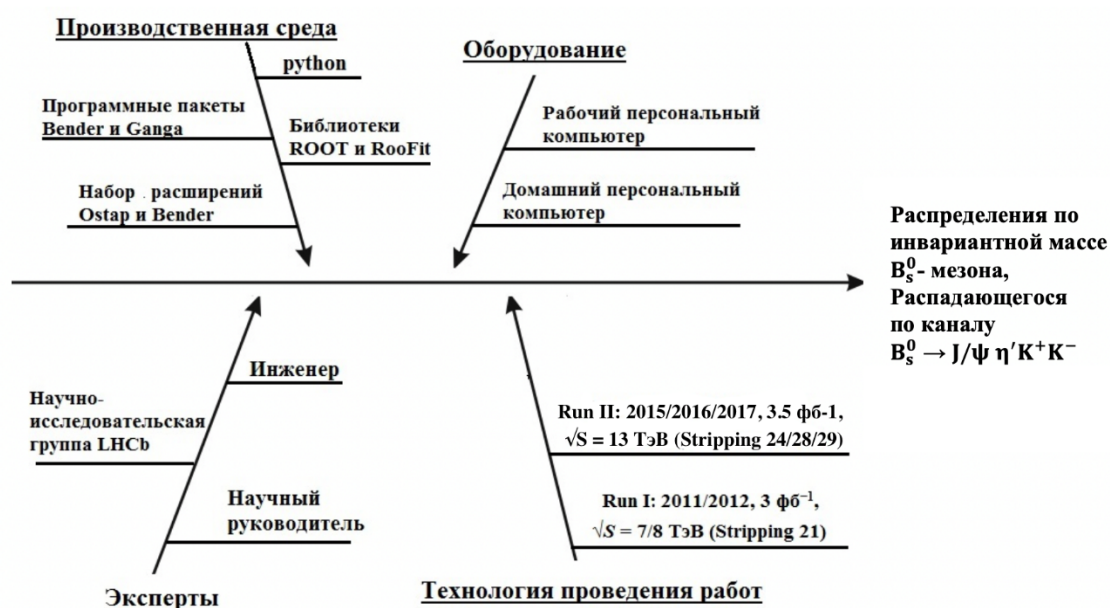 Производственная среда
python
Программные пакеты
Bender и Ganga
Библиотеки
ROOT и RooFit
Набор . расширений
Ostap и Bender
Оборудование
Рабочий персональный
компьютер
Домашний персональный
компьютер
Распределения по
инвариантной массе
B⁰ₛ- мезона,
Распадающегося
по каналу
B⁰ₛ → J/ψ η′K⁺K⁻
Инженер
Научно-
исследовательская
группа LHCb
Научный
руководитель
Эксперты
Run II: 2015/2016/2017, 3.5 фб-1,
√S = 13 ТэВ (Stripping 24/28/29)
Run I: 2011/2012, 3 фб⁻¹,
√S = 7/8 ТэВ (Stripping 21)
Технология проведения работ